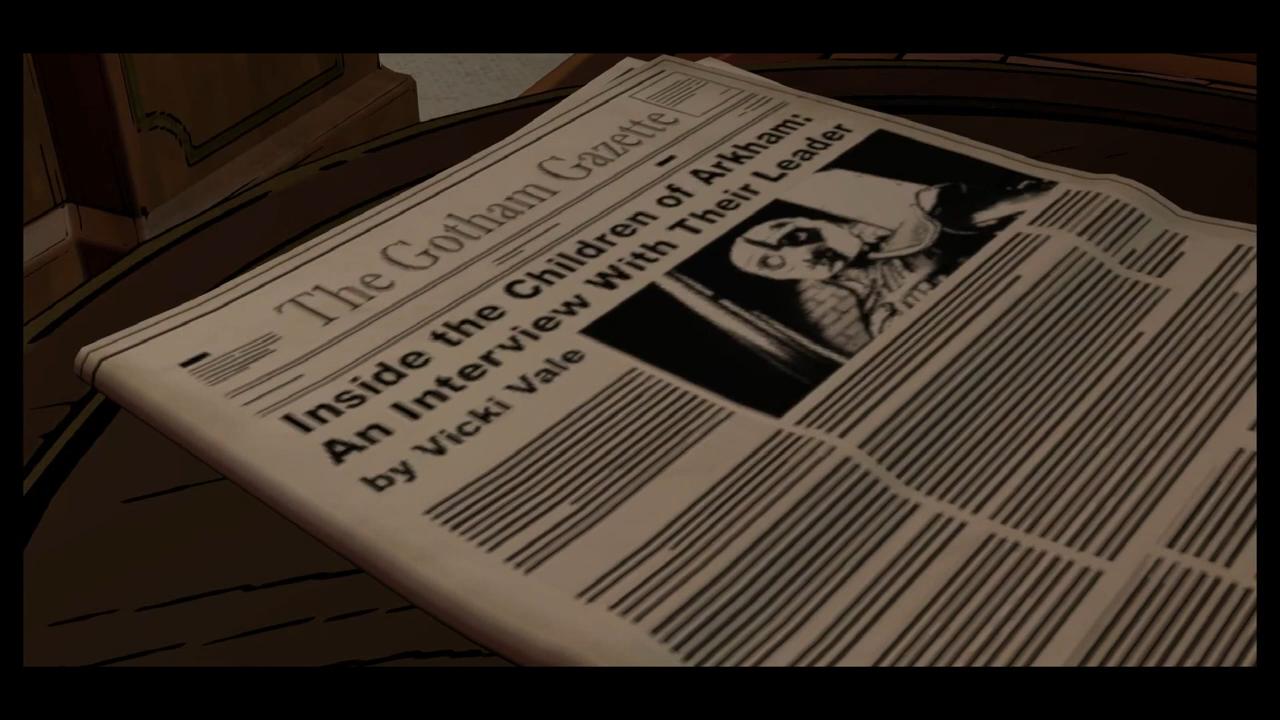 The Gotham Gazette
Inside the Children of Arkham:
An Interview With Their Leader
by Vicki Vale